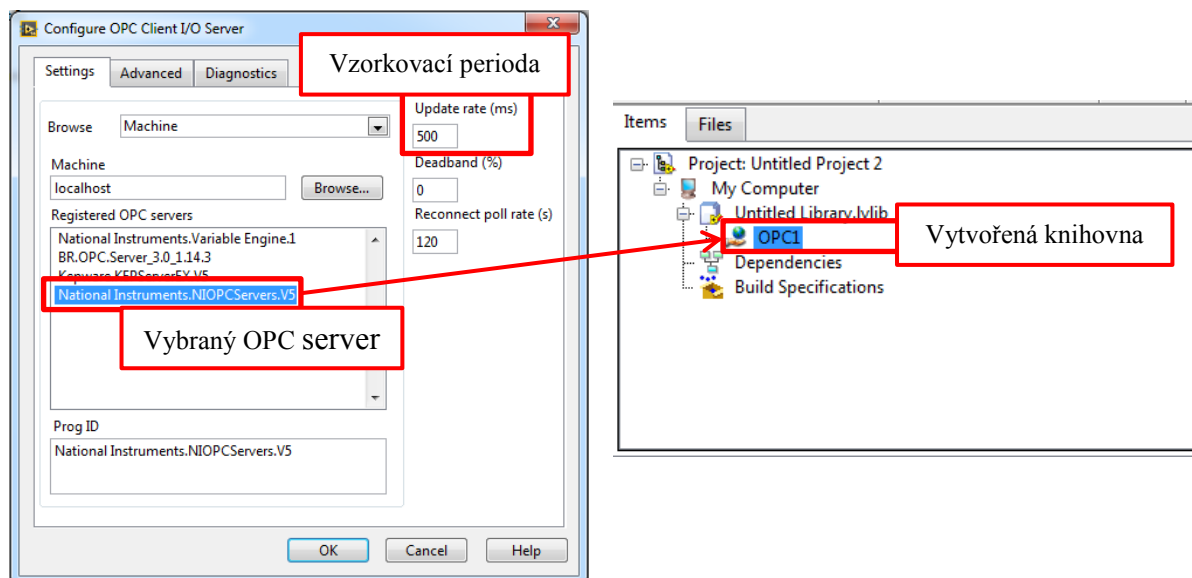 Configure OPC Client I/O Server
Vzorkovací perioda
Settings
Advanced
Diagnostics
Browse
Machine
Update rate (ms)
500
Machine
Deadband (%)
localhost
Browse...
0
Registered OPC servers
Reconnect poll rate (s)
120
National Instruments.Variable Engine.1
BR.OPC.Server_3.0_1.14.3
Kepware.KEPServerEX.V5
National Instruments.NIOPCServers.V5
Vybraný OPC server
Prog ID
National Instruments.NIOPCServers.V5
OK
Cancel
Help
Items
Files
Project: Untitled Project 2
My Computer
Untitled Library.lvlib
OPC1
Vytvořená knihovna
Dependencies
Build Specifications